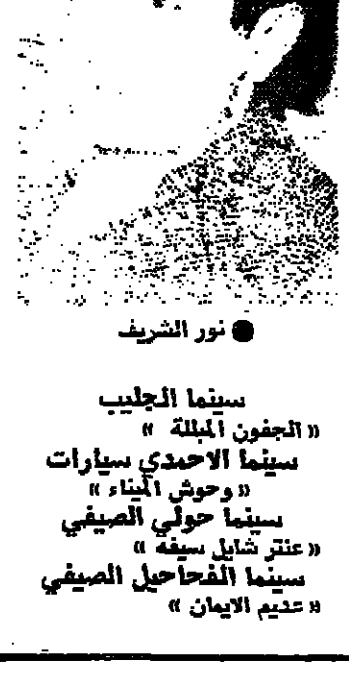 ● نور الشريف
سينما الجليب
« الجفون المبللة »
سينما الاحمدي سيارات
« وحوش الميناء »
سينما حولي الصيفي
« عنتر شايل سيفه »
سينما الفحاحيل الصيفي
« عديم الايمان »